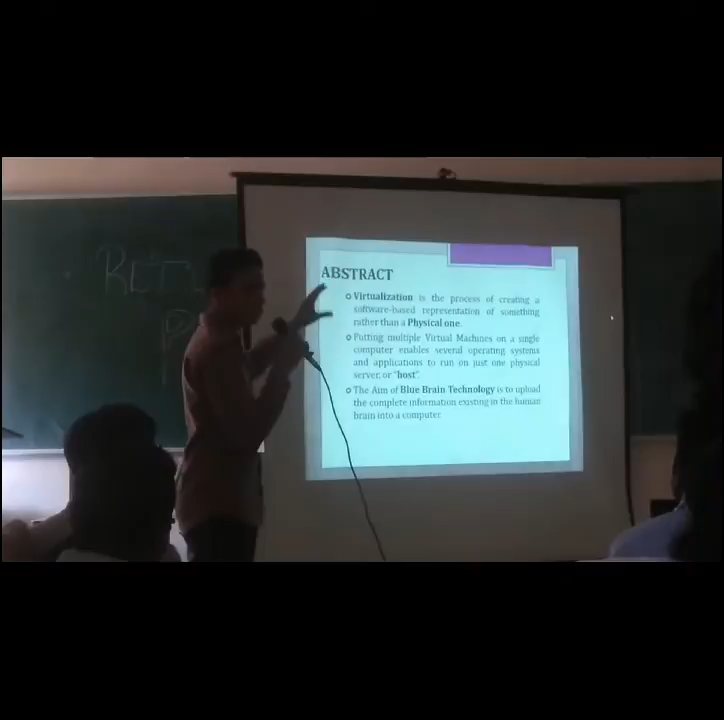 ABSTRACT
Virtualization is the process of creating a
software-based representation of something
rather than a Physical one.
Putting multiple Virtual Machines on a single
computer enables several operating systems
and applications to run on just one physical
server, or "host".
The Aim of Blue Brain Technology is to upload
the complete information existing in the human
brain into a computer.